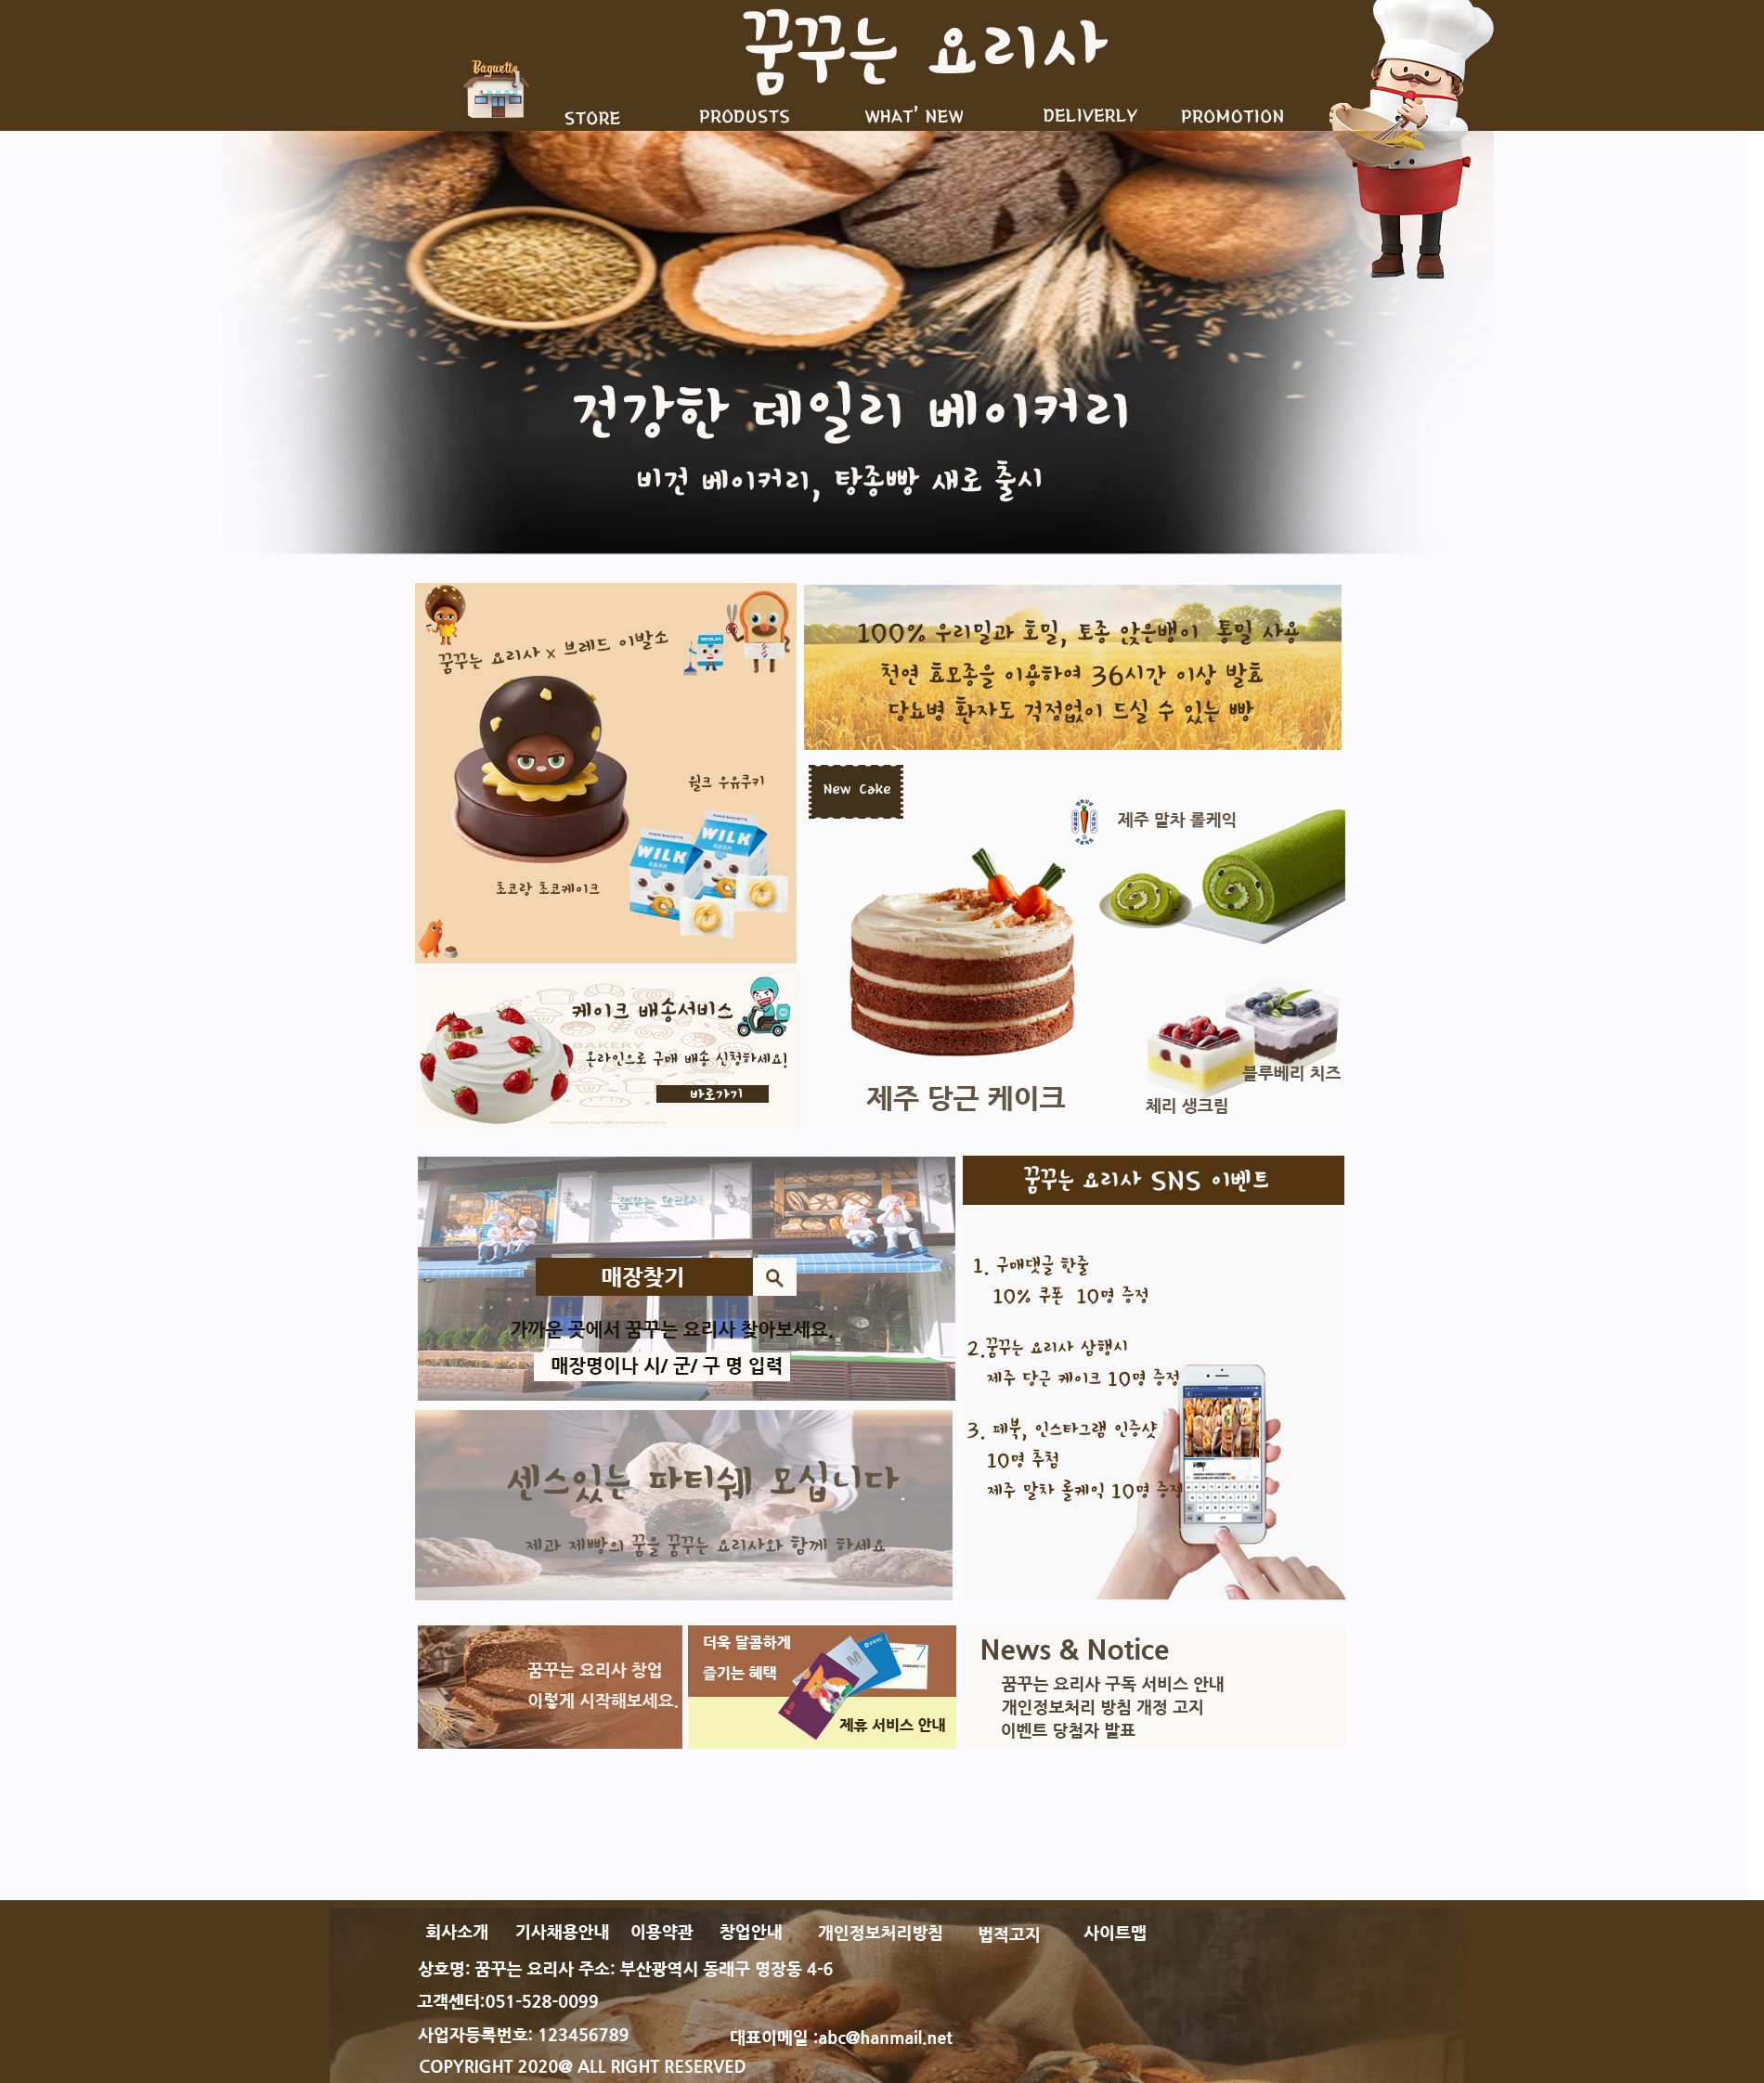 꿈꾸는 요리사
Baguette
STORE
PRODUSTS
WHAT' NEW
DELIVERLY
PROMOTION
건강한 데일리 베이커리
비건 베이커리, 탕종빵 새로 출시
꿈꾸는 요리사 x 브레드 이발소
WILK
윌크 우유쿠키
PARIS BAGUETTE
WILK
WILK
우유쿠키
초코랑 초코케이크
100% 우리밀과 호밀, 토종 앉은뱅이 통밀 사용
천연 효모종을 이용하여 36시간 이상 발효
당뇨병 환자도 걱정없이 드실 수 있는 빵
New Cake
제주 말차 롤케익
제주 당근 케이크
블루베리 치즈
체리 생크림
케이크 배송서비스
BAKERY
온라인으로 구매 배송 신청하세요!
바로가기
designed by freepik.com
꿈꾸는 요리사
매장찾기
가까운 곳에서 꿈꾸는 요리사 찾아보세요.
매장명이나 시/ 군/ 구 명 입력
꿈꾸는 요리사 SNS 이벤트
1. 구매댓글 한줄
10% 쿠폰 10명 증정
2.꿈꾸는 요리사 삼행시
제주 당근 케이크 10명 증정
3. 페북, 인스타그램 인증샷
10명 추첨
제주 말차 롤케익 10명 증정
센스있는 파티쉐 모십니다.
제과 제빵의 꿈을 꿈꾸는 요리사와 함께 하세요
꿈꾸는 요리사 창업
이렇게 시작해보세요.
더욱 달콤하게
즐기는 혜택
M
7
제휴 서비스 안내
News & Notice
꿈꾸는 요리사 구독 서비스 안내
개인정보처리 방침 개정 고지
이벤트 당첨자 발표
회사소개 기사채용안내 이용약관 창업안내 개인정보처리방침 법적고지 사이트맵
상호명: 꿈꾸는 요리사 주소: 부산광역시 동래구 명장동 4-6
고객센터:051-528-0099
사업자등록번호: 123456789 대표이메일 :abc@hanmail.net
COPYRIGHT 2020@ ALL RIGHT RESERVED